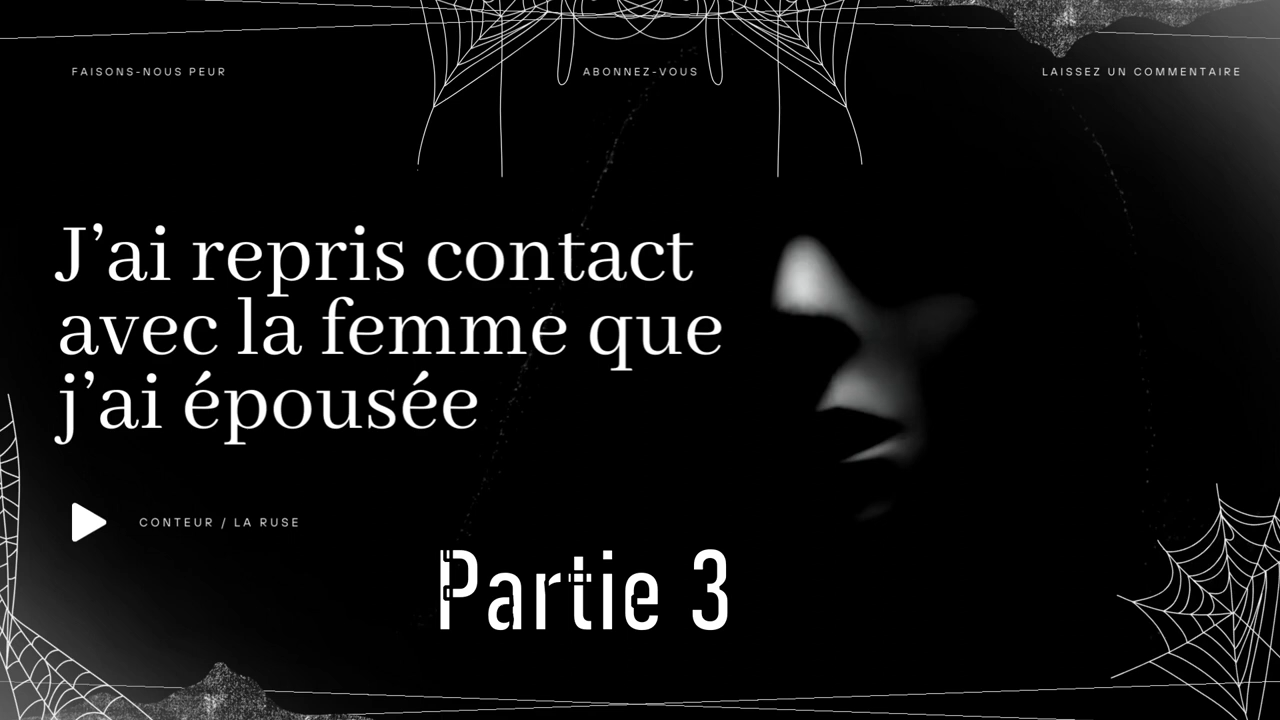 FAISONS-NOUS PEUR
ABONNEZ-VOUS
LAISSEZ UN COMMENTAIRE
J’ai repris contact
avec la femme que
j’ai épousée
CONTEUR / LA RUSE
Partie 3